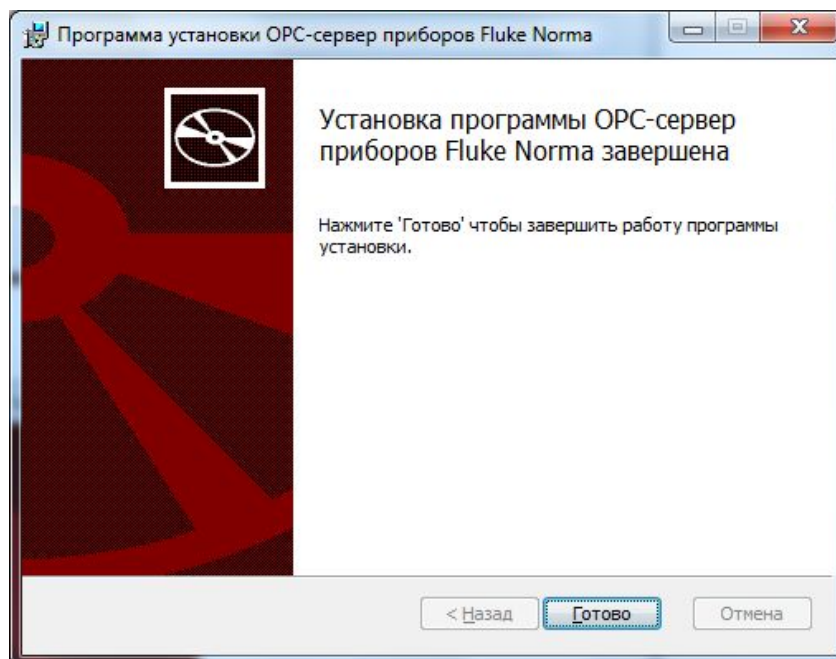 Программа установки OPC-сервер приборов Fluke Norma
Установка программы OPC-сервер
приборов Fluke Norma завершена
Нажмите 'Готово' чтобы завершить работу программы
установки.
< Назад
Готово
Отмена